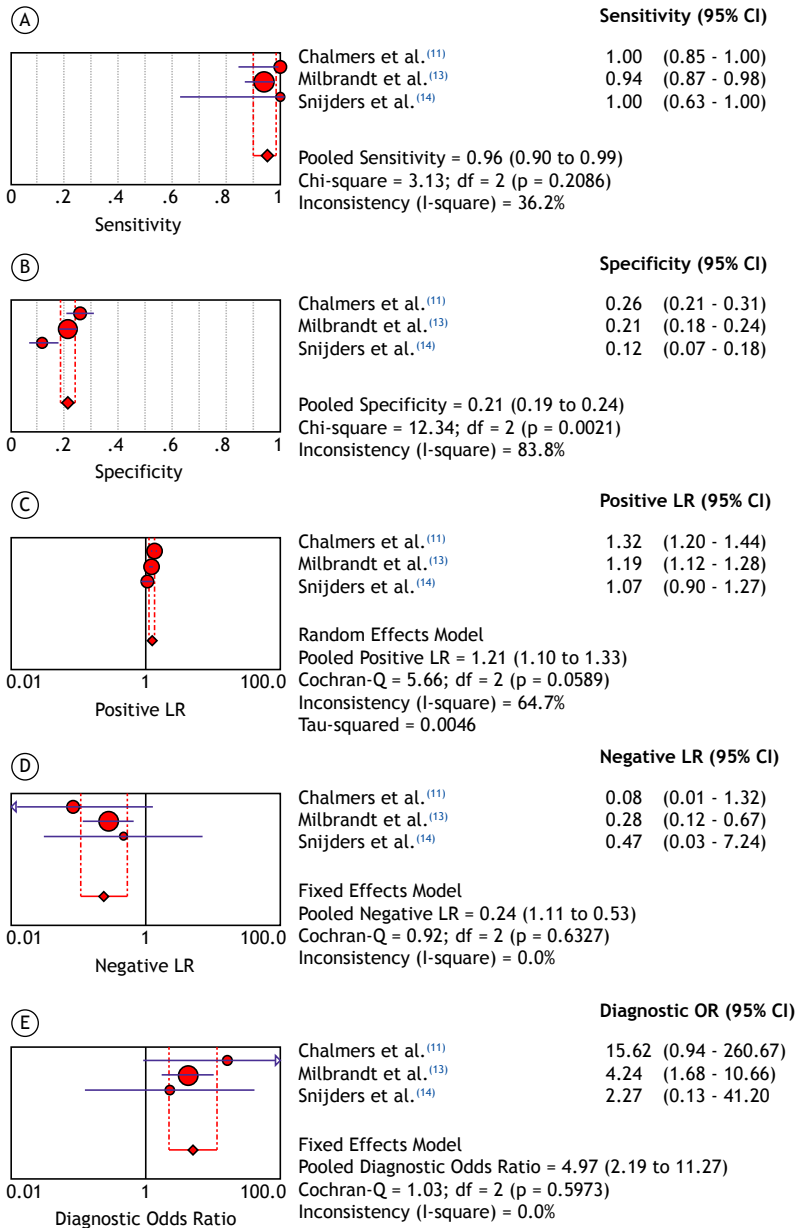 A
Sensitivity (95% CI)
Chalmers et al.(11) 1.00 (0.85 - 1.00)
Milbrandt et al.(13) 0.94 (0.87 - 0.98)
Snijders et al.(14) 1.00 (0.63 - 1.00)
Pooled Sensitivity = 0.96 (0.90 to 0.99)
Chi-square = 3.13; df = 2 (p = 0.2086)
Inconsistency (I-square) = 36.2%
0 .2 .4 .6 .8 1
Sensitivity
B
Specificity (95% CI)
Chalmers et al.(11) 0.26 (0.21 - 0.31)
Milbrandt et al.(13) 0.21 (0.18 - 0.24)
Snijders et al.(14) 0.12 (0.07 - 0.18)
Pooled Specificity = 0.21 (0.19 to 0.24)
Chi-square = 12.34; df = 2 (p = 0.0021)
Inconsistency (I-square) = 83.8%
0 .2 .4 .6 .8 1
Specificity
C
Positive LR (95% CI)
Chalmers et al.(11) 1.32 (1.20 - 1.44)
Milbrandt et al.(13) 1.19 (1.12 - 1.28)
Snijders et al.(14) 1.07 (0.90 - 1.27)
Random Effects Model
Pooled Positive LR = 1.21 (1.10 to 1.33)
Cochran-Q = 5.66; df = 2 (p = 0.0589)
Inconsistency (I-square) = 64.7%
Tau-squared = 0.0046
0.01 1 100.0
Positive LR
D
Negative LR (95% CI)
Chalmers et al.(11) 0.08 (0.01 - 1.32)
Milbrandt et al.(13) 0.28 (0.12 - 0.67)
Snijders et al.(14) 0.47 (0.03 - 7.24)
Fixed Effects Model
Pooled Negative LR = 0.24 (1.11 to 0.53)
Cochran-Q = 0.92; df = 2 (p = 0.6327)
Inconsistency (I-square) = 0.0%
0.01 1 100.0
Negative LR
E
Diagnostic OR (95% CI)
Chalmers et al.(11) 15.62 (0.94 - 260.67)
Milbrandt et al.(13) 4.24 (1.68 - 10.66)
Snijders et al.(14) 2.27 (0.13 - 41.20
Fixed Effects Model
Pooled Diagnostic Odds Ratio = 4.97 (2.19 to 11.27)
Cochran-Q = 1.03; df = 2 (p = 0.5973)
Inconsistency (I-square) = 0.0%
0.01 1 100.0
Diagnostic Odds Ratio